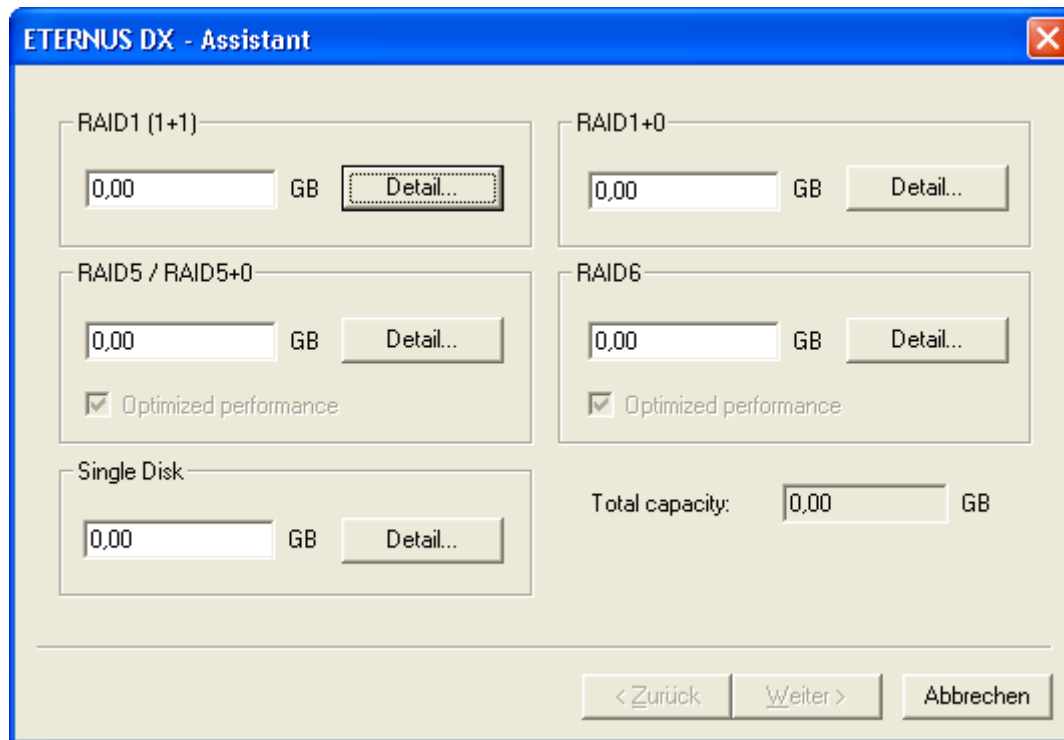 ETERNUS DX - Assistant
RAID1 (1+1)
0,00 GB Detail...
RAID1+0
0,00 GB Detail...
RAID5 / RAID5+0
0,00 GB Detail...
Optimized performance
RAID6
0,00 GB Detail...
Optimized performance
Single Disk
0,00 GB Detail...
Total capacity: 0,00 GB
< Zurück Weiter > Abbrechen